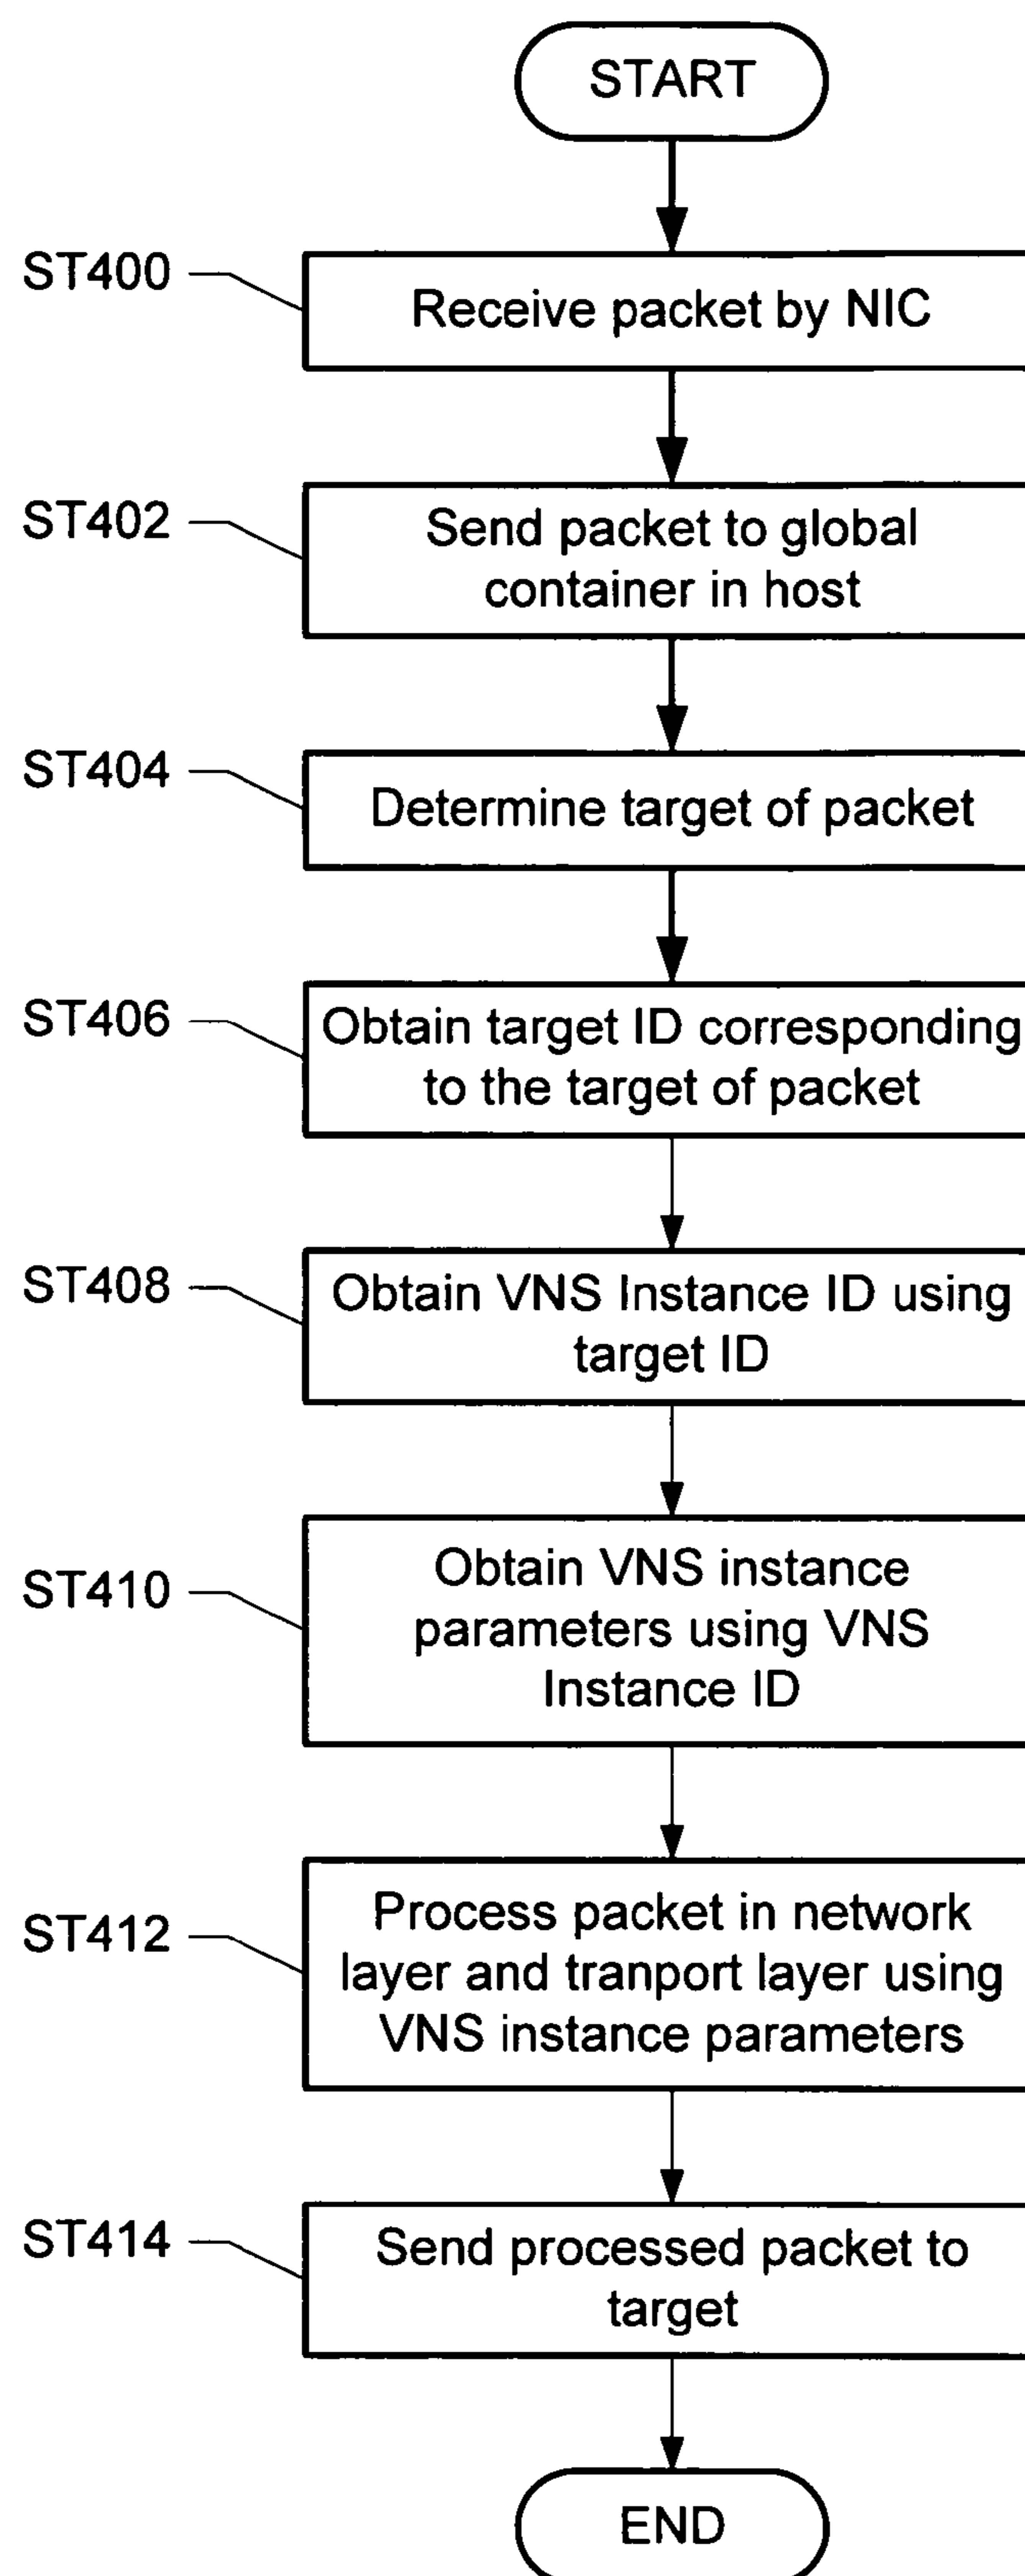 START
ST400
Receive packet by NIC
ST402
Send packet to global
container in host
ST404
Determine target of packet
ST406
Obtain target ID corresponding
to the target of packet
ST408
Obtain VNS Instance ID using
target ID
ST410
Obtain VNS instance
parameters using VNS
Instance ID
ST412
Process packet in network
layer and tranport layer using
VNS instance parameters
ST414
Send processed packet to
target
END